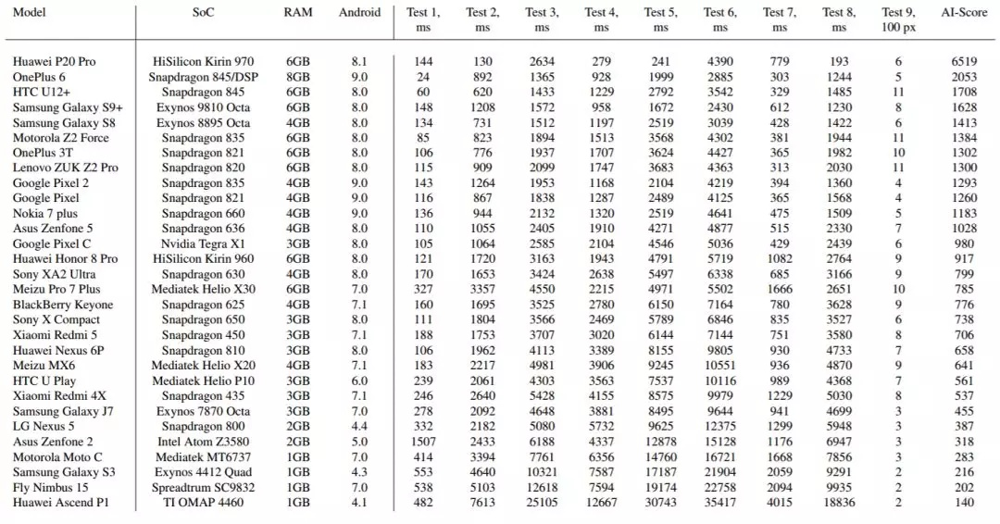 Model SoC RAM Android Test 1, Test 2, Test 3, Test 4, Test 5, Test 6, Test 7, Test 8, Test 9, AI-Score
ms ms ms ms ms ms ms ms 100 px
Huawei P20 Pro HiSilicon Kirin 970 6GB 8.1 144 130 2634 279 241 4390 779 193 6 6519
OnePlus 6 Snapdragon 845/DSP 8GB 9.0 24 892 1365 928 1999 2885 303 1244 5 2053
HTC U12+ Snapdragon 845 6GB 8.0 60 620 1433 1229 2792 3542 329 1485 11 1708
Samsung Galaxy S9+ Exynos 9810 Octa 6GB 8.0 148 1208 1572 958 1672 2430 612 1230 8 1628
Samsung Galaxy S8 Exynos 8895 Octa 4GB 8.0 134 731 1512 1197 2519 3039 428 1422 6 1413
Motorola Z2 Force Snapdragon 835 6GB 8.0 85 823 1894 1513 3568 4302 381 1944 11 1384
OnePlus 3T Snapdragon 821 6GB 8.0 106 776 1937 1707 3624 4427 365 1982 10 1302
Lenovo ZUK Z2 Pro Snapdragon 820 6GB 8.0 115 909 2099 1747 3683 4363 313 2030 11 1300
Google Pixel 2 Snapdragon 835 4GB 9.0 143 1264 1953 1168 2104 4219 394 1360 4 1293
Google Pixel Snapdragon 821 4GB 9.0 116 867 1838 1287 2489 4125 365 1568 4 1260
Nokia 7 plus Snapdragon 660 4GB 9.0 136 944 2132 1320 2519 4641 475 1509 5 1183
Asus Zenfone 5 Snapdragon 636 4GB 8.0 110 1055 2405 1910 4271 4877 515 2330 7 1028
Google Pixel C Nvidia Tegra X1 3GB 8.0 105 1064 2585 2104 4546 5036 429 2439 6 980
Huawei Honor 8 Pro HiSilicon Kirin 960 6GB 8.0 121 1720 3163 1943 4791 5719 1082 2764 9 917
Sony XA2 Ultra Snapdragon 630 4GB 8.0 170 1653 3424 2638 5497 6338 685 3166 9 799
Meizu Pro 7 Plus Mediatek Helio X30 6GB 7.0 327 3357 4550 2215 4971 5502 1666 2651 10 785
BlackBerry Keyone Snapdragon 625 4GB 7.1 160 1695 3525 2780 6150 7164 780 3628 9 776
Sony X Compact Snapdragon 650 3GB 8.0 111 1804 3566 2469 5789 6846 835 3527 6 738
Xiaomi Redmi 5 Snapdragon 450 3GB 7.1 188 1753 3707 3020 6144 7144 751 3580 8 706
Huawei Nexus 6P Snapdragon 810 3GB 8.0 106 1962 4113 3389 8155 9805 930 4733 7 658
Meizu MX6 Mediatek Helio X20 4GB 7.1 183 2217 4981 3906 9245 10551 936 4870 9 641
HTC U Play Mediatek Helio P10 3GB 6.0 239 2061 4303 3563 7537 10116 989 4368 7 561
Xiaomi Redmi 4X Snapdragon 435 3GB 7.1 246 2640 5428 4155 8575 9979 1229 5030 8 537
Samsung Galaxy J7 Exynos 7870 Octa 3GB 7.0 278 2092 4648 3881 8495 9644 941 4699 3 455
LG Nexus 5 Snapdragon 800 2GB 4.4 332 2182 5080 5732 9625 12375 1299 5948 3 387
Asus Zenfone 2 Intel Atom Z3580 2GB 5.0 1507 2433 6188 4337 12878 15128 1176 6947 3 318
Motorola Moto C Mediatek MT6737 1GB 7.0 414 3394 7761 6356 14760 16721 1668 7856 3 283
Samsung Galaxy S3 Exynos 4412 Quad 1GB 4.3 553 4640 10321 7587 17187 21904 2059 9291 2 216
Fly Nimbus 15 Spreadtrum SC9832 1GB 7.0 538 5103 12618 7594 19174 22758 2094 9935 2 202
Huawei Ascend P1 TI OMAP 4460 1GB 4.1 482 7613 25105 12667 30743 35417 4015 18836 2 140